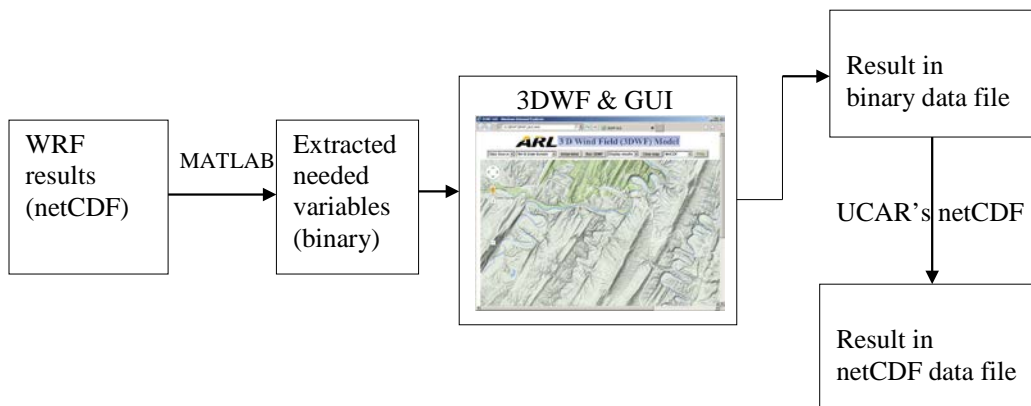 WRF
results
(netCDF)
MATLAB
Extracted
needed
variables
(binary)
3DWF & GUI
ARL 3 D Wind Field (3DWF) Model
Result in
binary data file
UCAR's netCDF
Result in
netCDF data file